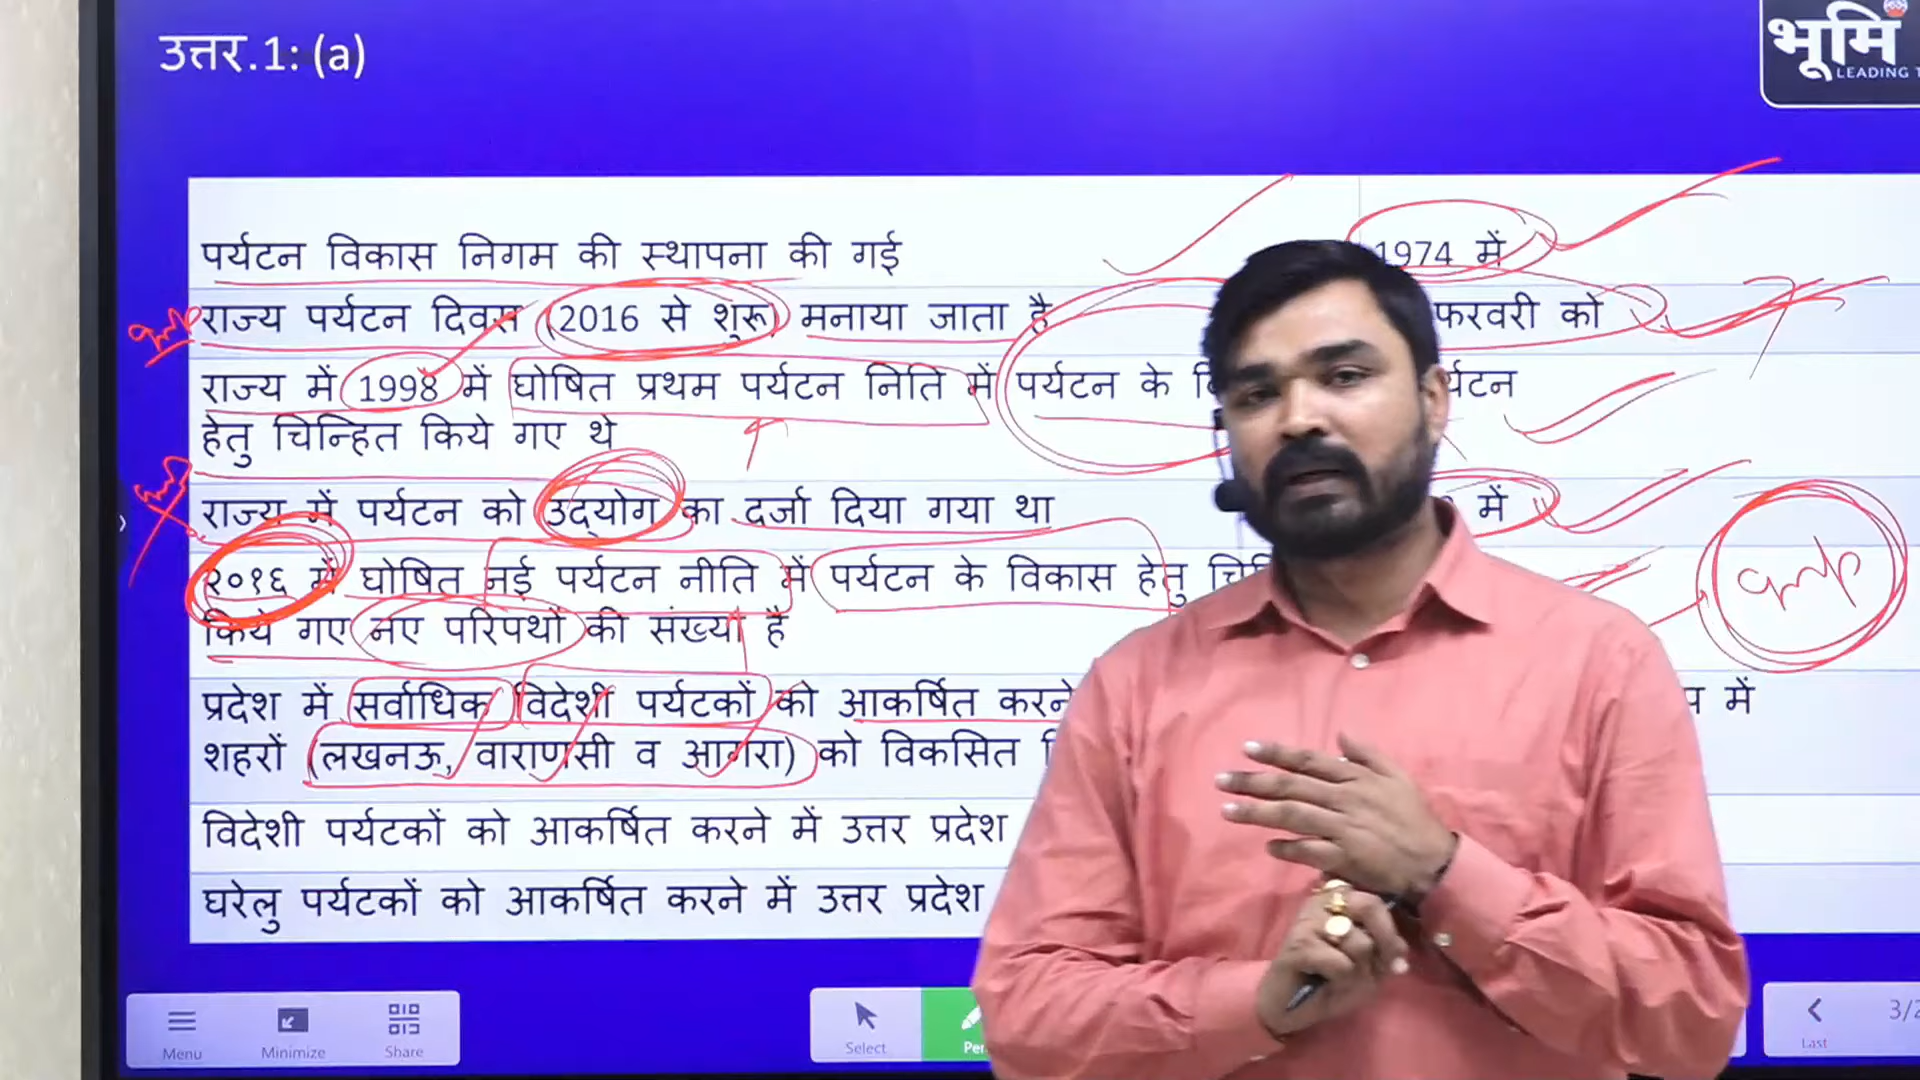 उत्तर.1: (a)
भूमि
LEADING
पर्यटन विकास निगम की स्थापना की गई 1974 में
राज्य पर्यटन दिवस (2016 से शुरू) मनाया जाता है फरवरी को
राज्य में 1998 में घोषित प्रथम पर्यटन निति में पर्यटन के
हेतु चिन्हित किये गए थे
राज्य में पर्यटन को उद्योग का दर्जा दिया गया था में
२०१६ में घोषित नई पर्यटन नीति में पर्यटन के विकास हेतु
किये गए नए परिपथों की संख्या है
प्रदेश में सर्वाधिक विदेशी पर्यटकों को आकर्षित करने में
शहरों (लखनऊ, वाराणसी व आगरा) को विकसित
विदेशी पर्यटकों को आकर्षित करने में उत्तर प्रदेश
घरेलु पर्यटकों को आकर्षित करने में उत्तर प्रदेश
imp
imp
imp
Menu Minimize Share Select Last